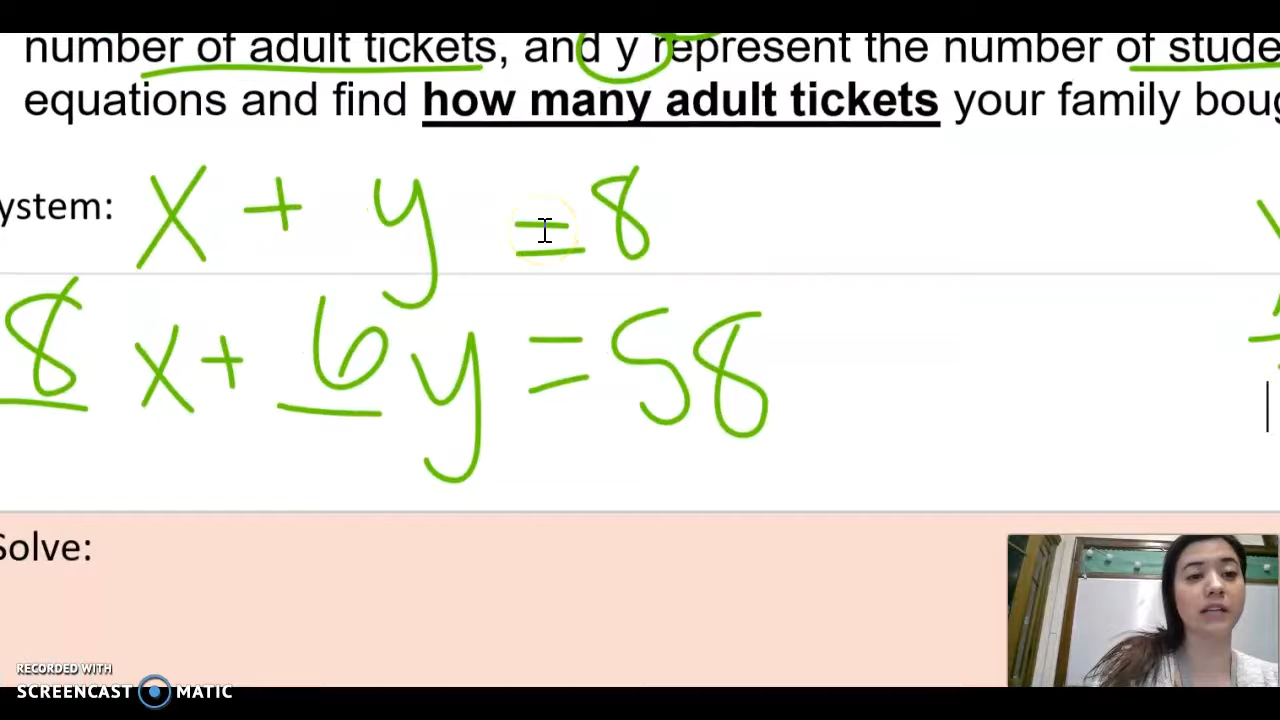 number of adult tickets, and y represent the number of stude
equations and find how many adult tickets your family boug
ystem: x + y = 8
8 x + 6 y = 58
Solve:
RECORDED WITH
SCREENCAST MATIC